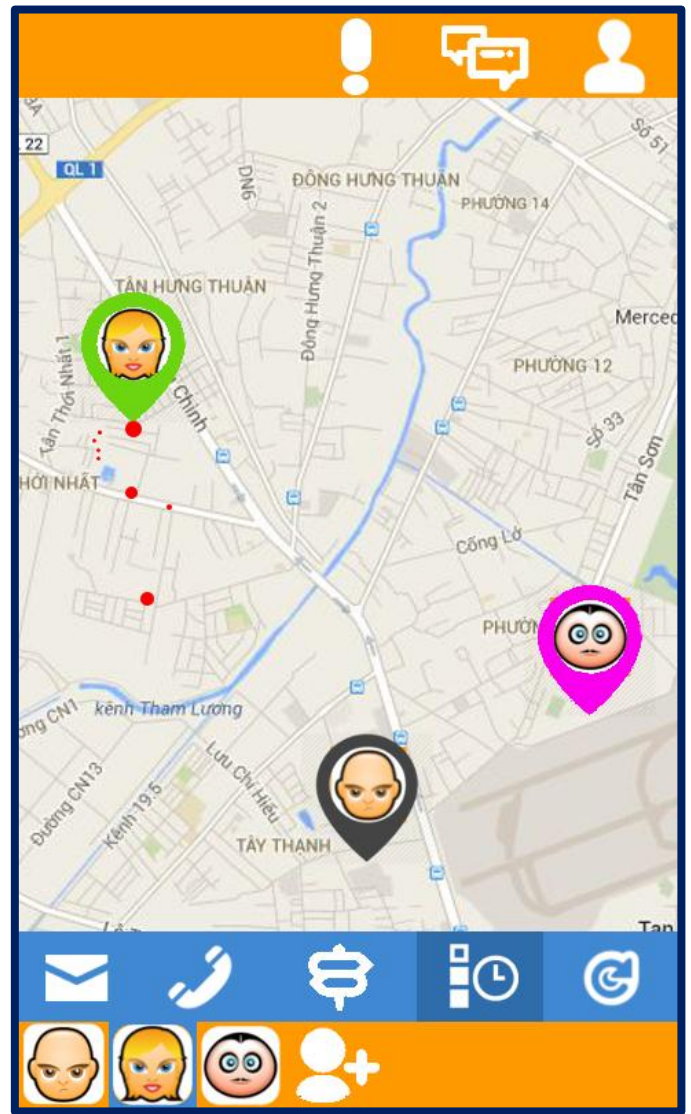 Số 51
22
QL 1
DN6
ĐÔNG HƯNG THUẬN
PHƯỜNG 14
Đông Hưng Thuận 2
TÂN HƯNG THUẬN
Merced
Tân Thới Nhất 1
PHƯỜNG 12
Chinh
Số 33
Tân Sơn
HỚI NHẤT
Cống Lở
PHƯỜN
kênh Tham Lương
ờng CN1
Lưu Chí Hiếu
Đường CN13
Kênh 19.5
TÂY THẠNH
Tan